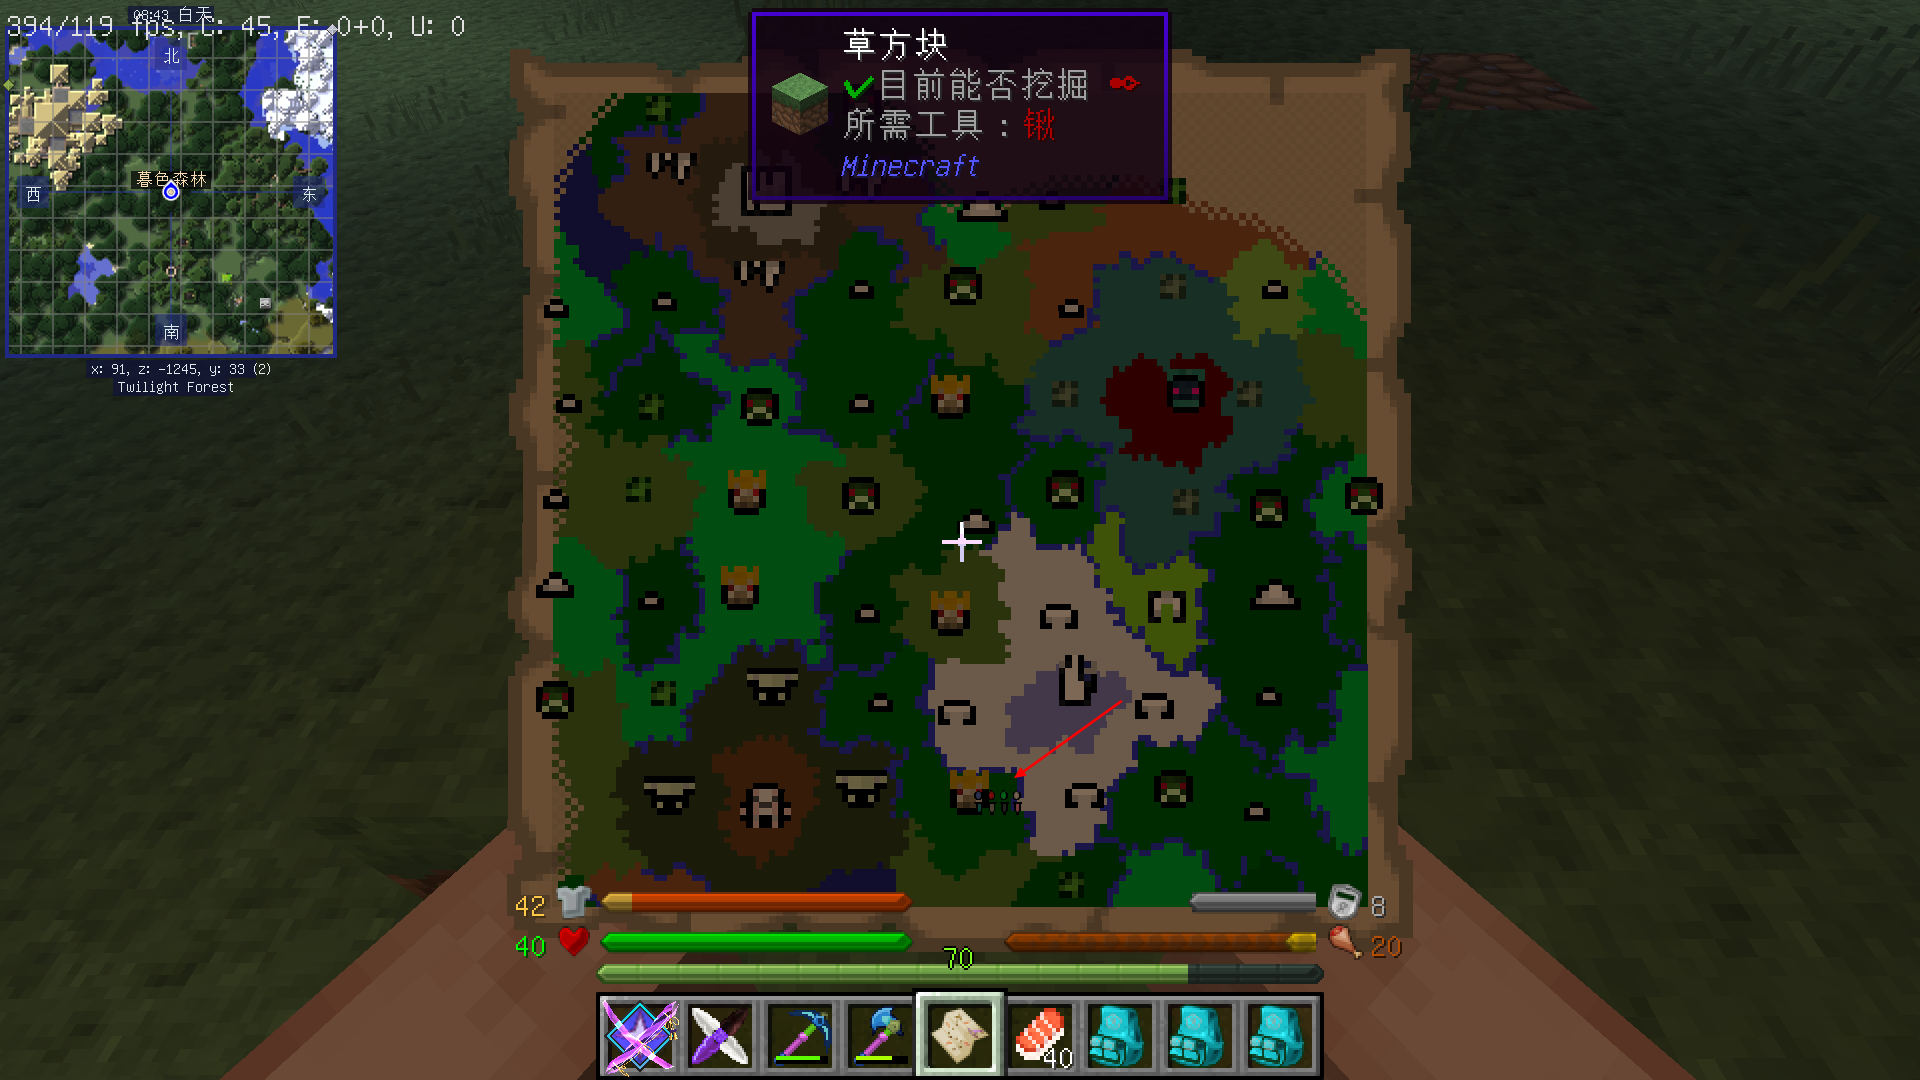 08:43 白天
394/119 fps, C: 45, E: 0+0, U: 0
北
暮色森林
西
东
南
x: 91, z: -1245, y: 33 (2)
Twilight Forest
草方块
目前能否挖掘
所需工具：锹
Minecraft
42
8
40
20
70
40